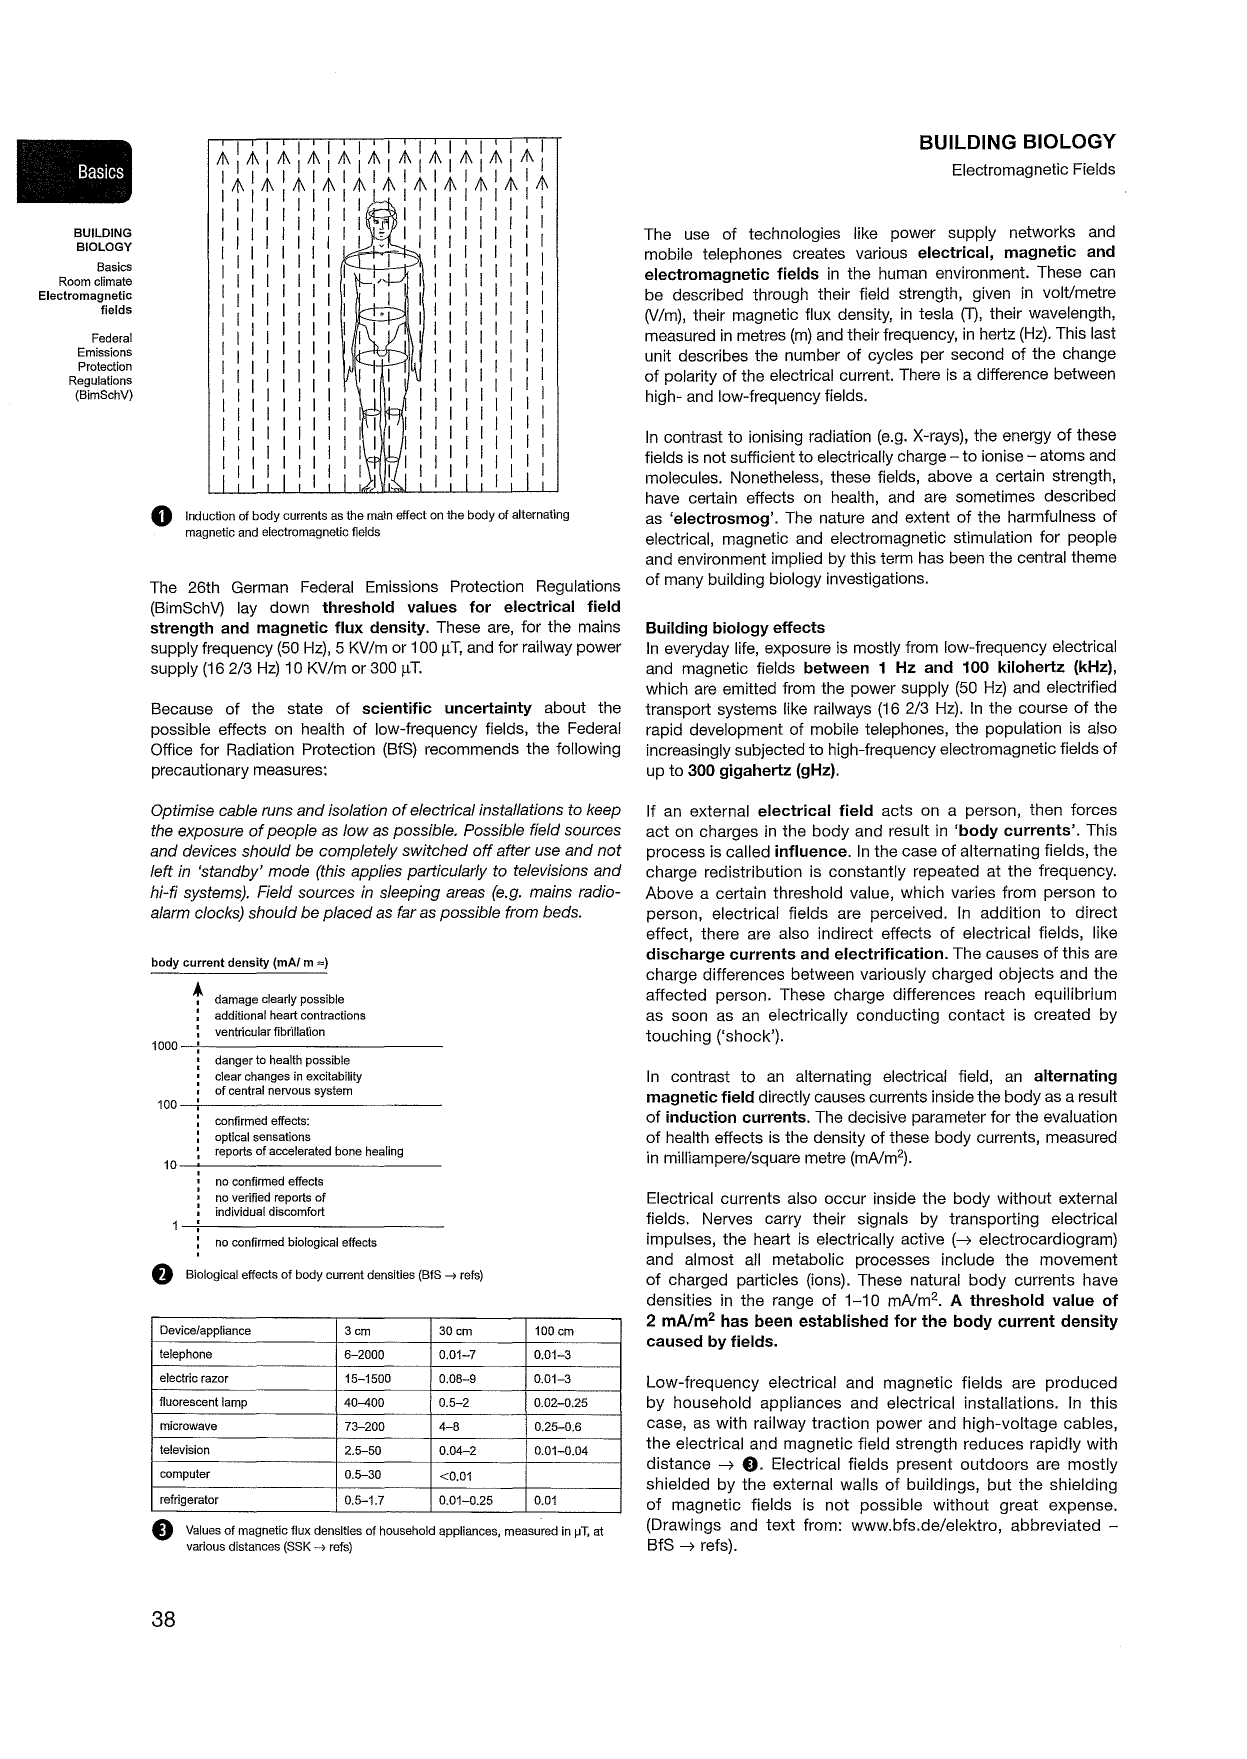 Basics
BUILDING
BIOLOGY
Basics
Room climate
Electromagnetic
fields
Federal
Emissions
Protection
Regulations
(BimSchV)
❶ Induction of body currents as the main effect on the body of alternating
magnetic and electromagnetic fields
The 26th German Federal Emissions Protection Regulations
(BimSchV) lay down threshold values for electrical field
strength and magnetic flux density. These are, for the mains
supply frequency (50 Hz), 5 KV/m or 100 µT, and for railway power
supply (16 2/3 Hz) 10 KV/m or 300 µT.
Because of the state of scientific uncertainty about the
possible effects on health of low-frequency fields, the Federal
Office for Radiation Protection (BfS) recommends the following
precautionary measures:
Optimise cable runs and isolation of electrical installations to keep
the exposure of people as low as possible. Possible field sources
and devices should be completely switched off after use and not
left in ‘standby’ mode (this applies particularly to televisions and
hi-fi systems). Field sources in sleeping areas (e.g. mains radio-
alarm clocks) should be placed as far as possible from beds.
body current density (mA/ m ≈)
damage clearly possible
additional heart contractions
ventricular fibrillation
1000
danger to health possible
clear changes in excitability
of central nervous system
100
confirmed effects:
optical sensations
reports of accelerated bone healing
10
no confirmed effects
no verified reports of
individual discomfort
1
no confirmed biological effects
❷ Biological effects of body current densities (BfS → refs)
Device/appliance 3 cm 30 cm 100 cm
telephone 6–2000 0.01–7 0.01–3
electric razor 15–1500 0.08–9 0.01–3
fluorescent lamp 40–400 0.5–2 0.02–0.25
microwave 73–200 4–8 0.25–0.6
television 2.5–50 0.04–2 0.01–0.04
computer 0.5–30 <0.01
refrigerator 0.5–1.7 0.01–0.25 0.01
❸ Values of magnetic flux densities of household appliances, measured in µT, at
various distances (SSK → refs)
38
BUILDING BIOLOGY
Electromagnetic Fields
The use of technologies like power supply networks and
mobile telephones creates various electrical, magnetic and
electromagnetic fields in the human environment. These can
be described through their field strength, given in volt/metre
(V/m), their magnetic flux density, in tesla (T), their wavelength,
measured in metres (m) and their frequency, in hertz (Hz). This last
unit describes the number of cycles per second of the change
of polarity of the electrical current. There is a difference between
high- and low-frequency fields.
In contrast to ionising radiation (e.g. X-rays), the energy of these
fields is not sufficient to electrically charge – to ionise – atoms and
molecules. Nonetheless, these fields, above a certain strength,
have certain effects on health, and are sometimes described
as ‘electrosmog’. The nature and extent of the harmfulness of
electrical, magnetic and electromagnetic stimulation for people
and environment implied by this term has been the central theme
of many building biology investigations.
Building biology effects
In everyday life, exposure is mostly from low-frequency electrical
and magnetic fields between 1 Hz and 100 kilohertz (kHz),
which are emitted from the power supply (50 Hz) and electrified
transport systems like railways (16 2/3 Hz). In the course of the
rapid development of mobile telephones, the population is also
increasingly subjected to high-frequency electromagnetic fields of
up to 300 gigahertz (gHz).
If an external electrical field acts on a person, then forces
act on charges in the body and result in ‘body currents’. This
process is called influence. In the case of alternating fields, the
charge redistribution is constantly repeated at the frequency.
Above a certain threshold value, which varies from person to
person, electrical fields are perceived. In addition to direct
effect, there are also indirect effects of electrical fields, like
discharge currents and electrification. The causes of this are
charge differences between variously charged objects and the
affected person. These charge differences reach equilibrium
as soon as an electrically conducting contact is created by
touching (‘shock’).
In contrast to an alternating electrical field, an alternating
magnetic field directly causes currents inside the body as a result
of induction currents. The decisive parameter for the evaluation
of health effects is the density of these body currents, measured
in milliampere/square metre (mA/m²).
Electrical currents also occur inside the body without external
fields. Nerves carry their signals by transporting electrical
impulses, the heart is electrically active (→ electrocardiogram)
and almost all metabolic processes include the movement
of charged particles (ions). These natural body currents have
densities in the range of 1–10 mA/m². A threshold value of
2 mA/m² has been established for the body current density
caused by fields.
Low-frequency electrical and magnetic fields are produced
by household appliances and electrical installations. In this
case, as with railway traction power and high-voltage cables,
the electrical and magnetic field strength reduces rapidly with
distance → ❸. Electrical fields present outdoors are mostly
shielded by the external walls of buildings, but the shielding
of magnetic fields is not possible without great expense.
(Drawings and text from: www.bfs.de/elektro, abbreviated –
BfS → refs).